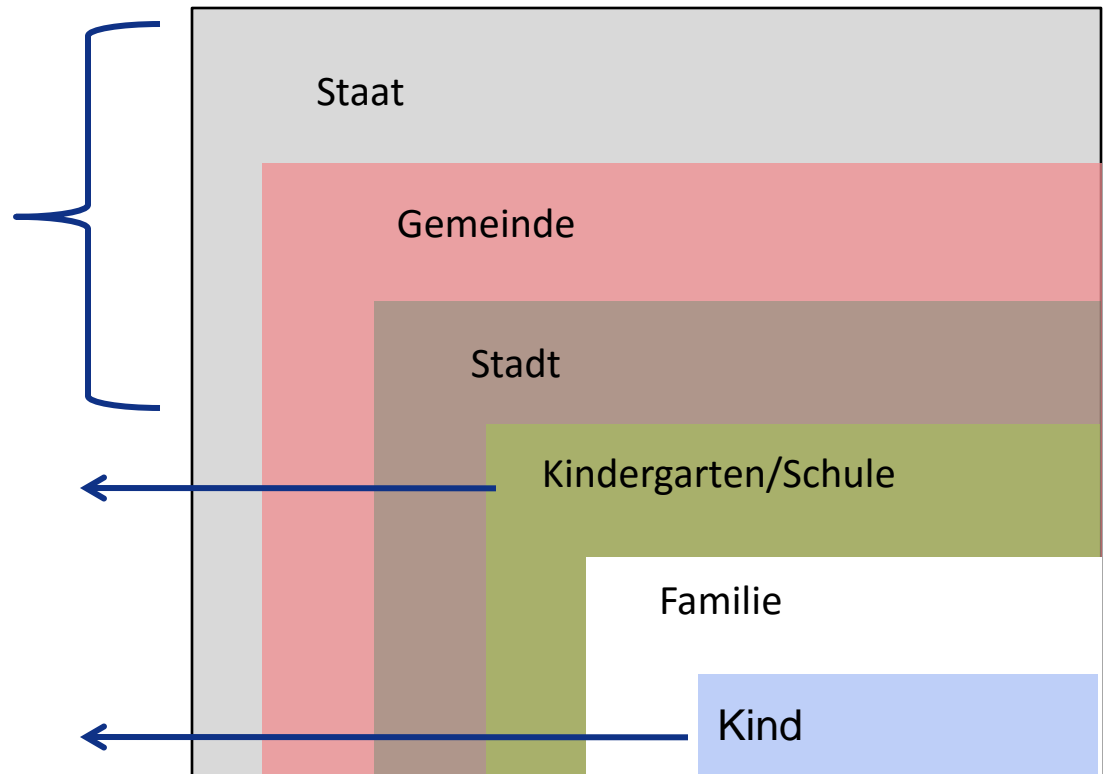 Staat
Gemeinde
Stadt
Kindergarten/Schule
Familie
Kind